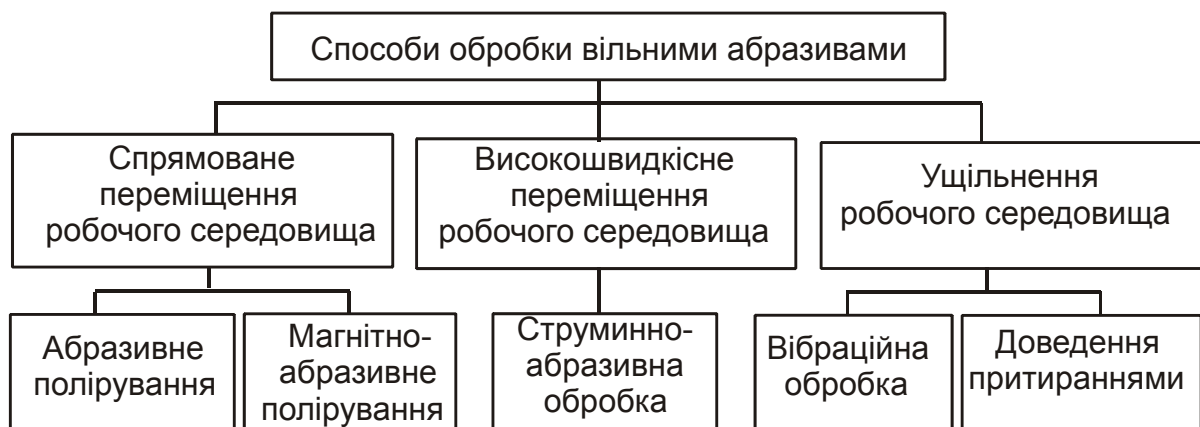 Способи обробки вільними абразивами
Спрямоване
переміщення
робочого середовища
Високошвидкісне
переміщення
робочого середовища
Ущільнення
робочого середовища
Абразивне
полірування
Магнітно-
абразивне
полірування
Струминно-
абразивна
обробка
Вібраційна
обробка
Доведення
притираннями